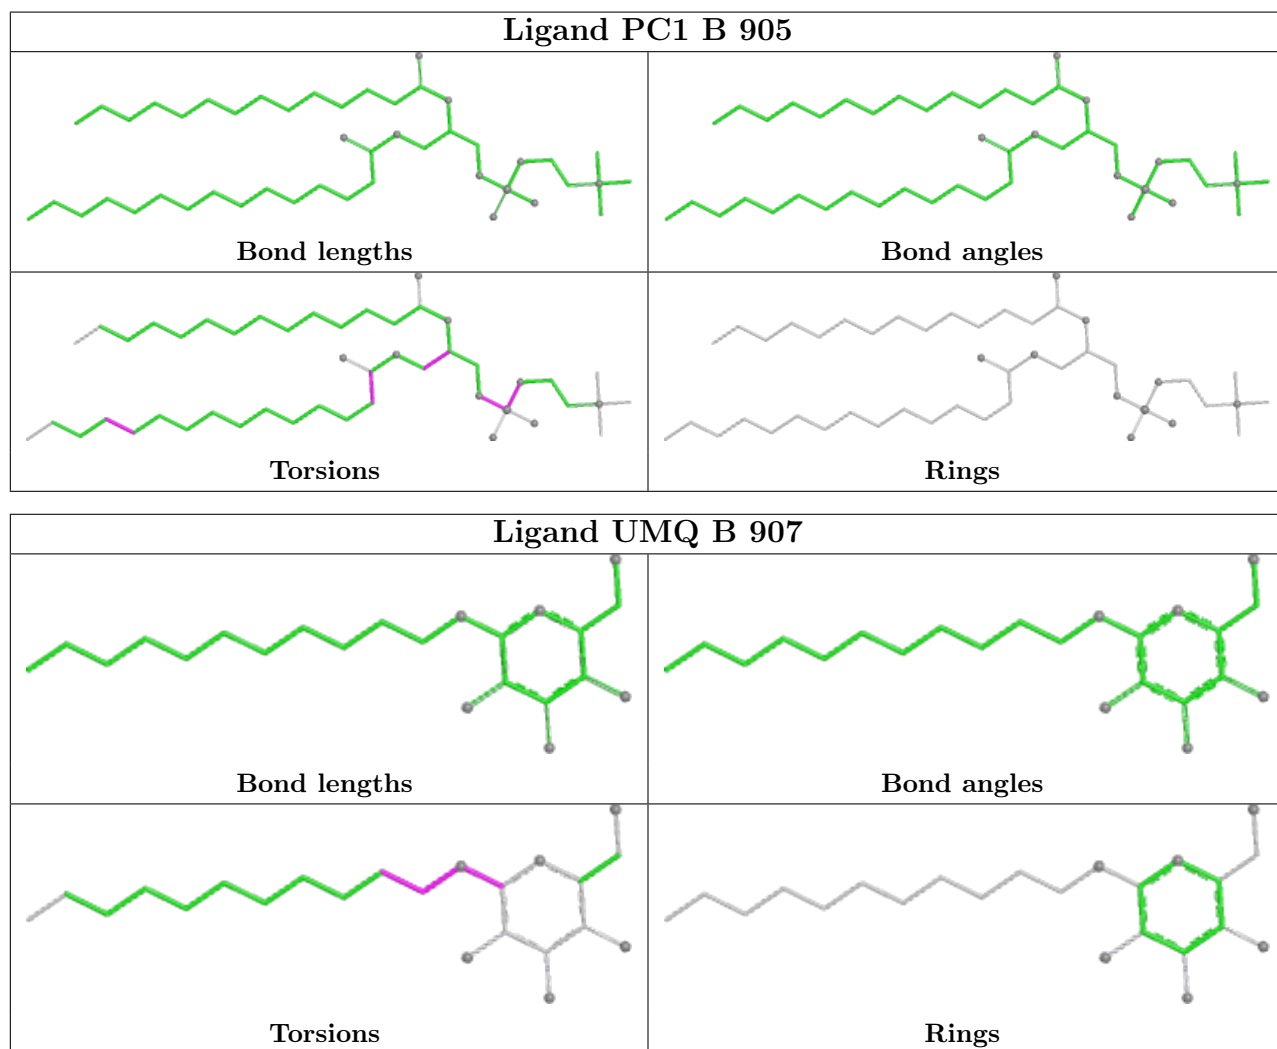 Ligand PC1 B 905
Bond lengths
Bond angles
Torsions
Rings
Ligand UMQ B 907
Bond lengths
Bond angles
Torsions
Rings